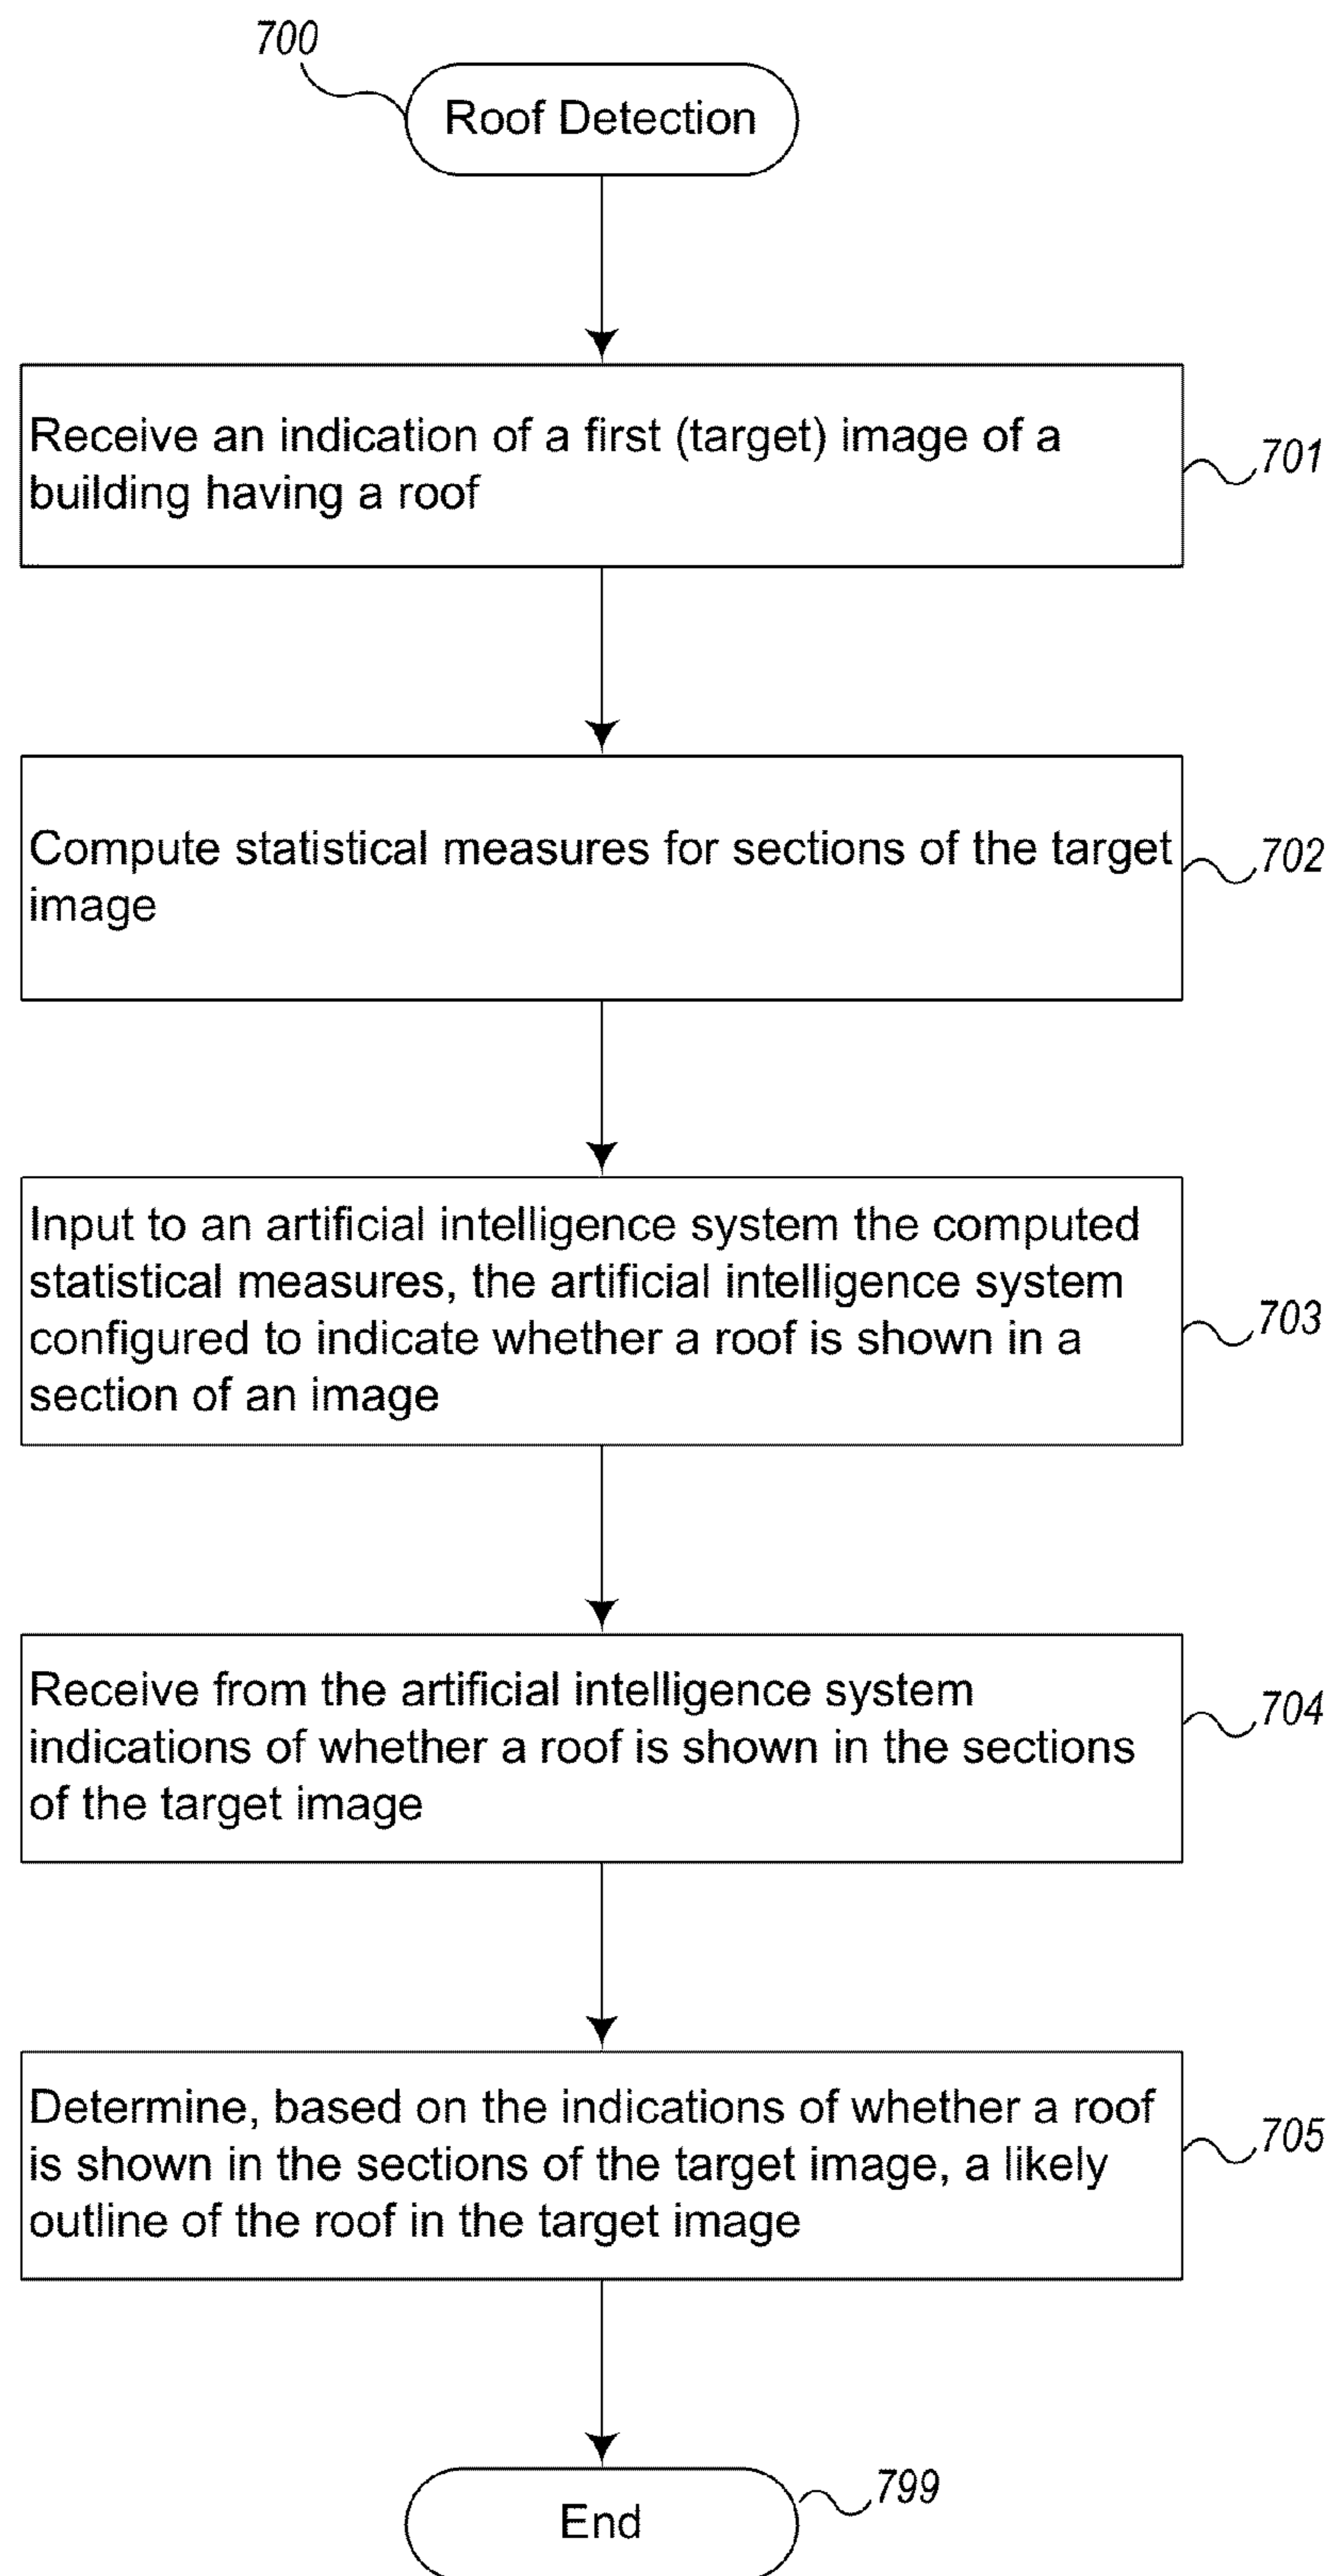 700
Roof Detection
Receive an indication of a first (target) image of a
building having a roof
701
Compute statistical measures for sections of the target
image
702
Input to an artificial intelligence system the computed
statistical measures, the artificial intelligence system
configured to indicate whether a roof is shown in a
section of an image
703
Receive from the artificial intelligence system
indications of whether a roof is shown in the sections
of the target image
704
Determine, based on the indications of whether a roof
is shown in the sections of the target image, a likely
outline of the roof in the target image
705
End
799